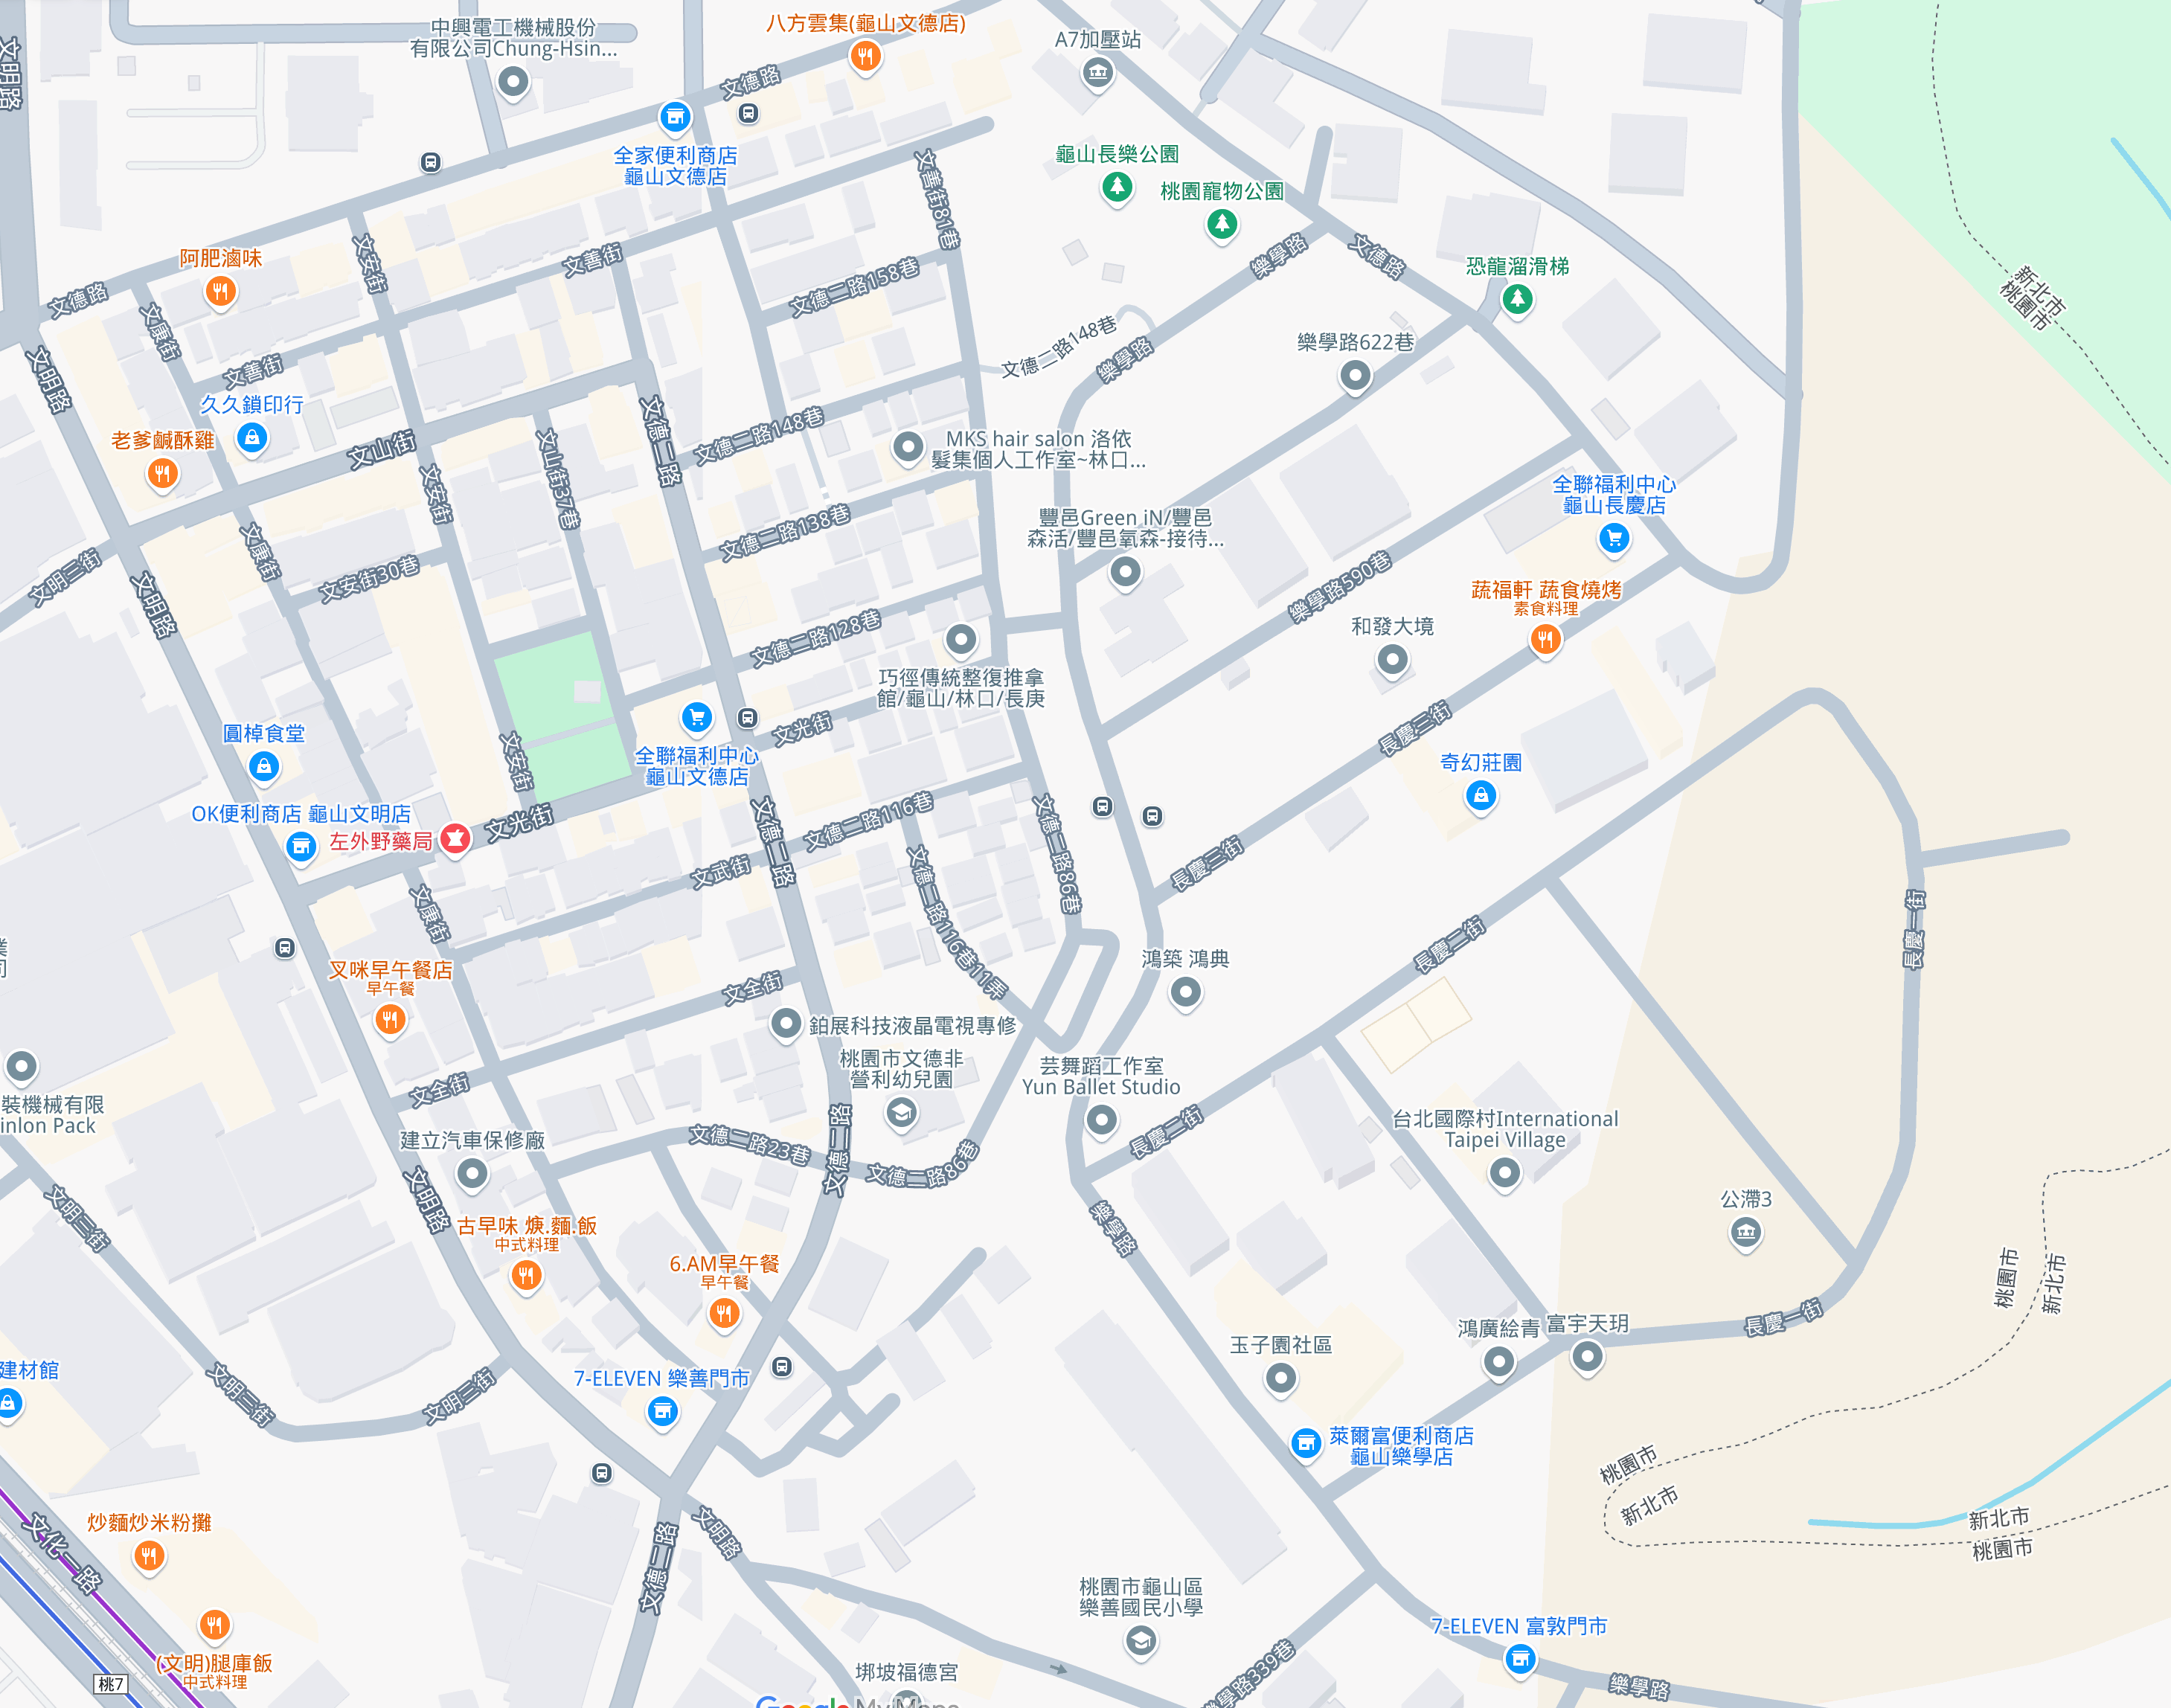 中興電工機械股份
有限公司Chung-Hsin...
八方雲集(龜山文德店)
A7加壓站
文明路
文德路
全家便利商店
龜山文德店
龜山長樂公園
桃園寵物公園
文善街81巷
樂學路
文德路
恐龍溜滑梯
新北市
桃園市
阿肥滷味
文安街
文善街
文德二路158巷
文德路
文康街
文德二路148巷
樂學路
樂學路622巷
文善街
文明路
久久鎖印行
老爹鹹酥雞
文山街
文德二路
文德二路148巷
MKS hair salon 洛依
髮集個人工作室~林口...
文安街
文山街37巷
文德二路138巷
豐邑Green iN/豐邑
森活/豐邑氧森-接待...
全聯福利中心
龜山長慶店
文康街
文安街30巷
文明三街
文明路
樂學路590巷
蔬福軒 蔬食燒烤
素食料理
和發大境
文德二路128巷
巧徑傳統整復推拿
館/龜山/林口/長庚
圓棹食堂
文安街
文光街
全聯福利中心
龜山文德店
長慶三街
奇幻莊園
OK便利商店 龜山文明店
左外野藥局
文光街
文德二路
文德二路116巷
文德二路86巷
文武街
長慶三街
文康街
文德二路116巷11弄
長慶一街
長慶二街
叉咪早午餐店
早午餐
文全街
鴻築 鴻典
鉑展科技液晶電視專修
桃園市文德非
營利幼兒園
芸舞蹈工作室
Yun Ballet Studio
文全街
裝機械有限
inlon Pack
建立汽車保修廠
文德二路23巷
文德二路
文德二路86巷
長慶二街
台北國際村International
Taipei Village
文明路
文明三街
公滯3
樂學路
古早味 焿.麵.飯
中式料理
6.AM早午餐
早午餐
桃園市
新北市
玉子園社區
鴻廣絵青
富宇天玥
長慶一街
建材館
文明三街
文明三街
7-ELEVEN 樂善門市
萊爾富便利商店
龜山樂學店
桃園市
新北市
新北市
桃園市
炒麵炒米粉攤
文化一路
文明路
文德二路
桃園市龜山區
樂善國民小學
(文明)腿庫飯
中式料理
桃7
坲坡福德宮
樂學路339巷
7-ELEVEN 富敦門市
樂學路
Google My Maps